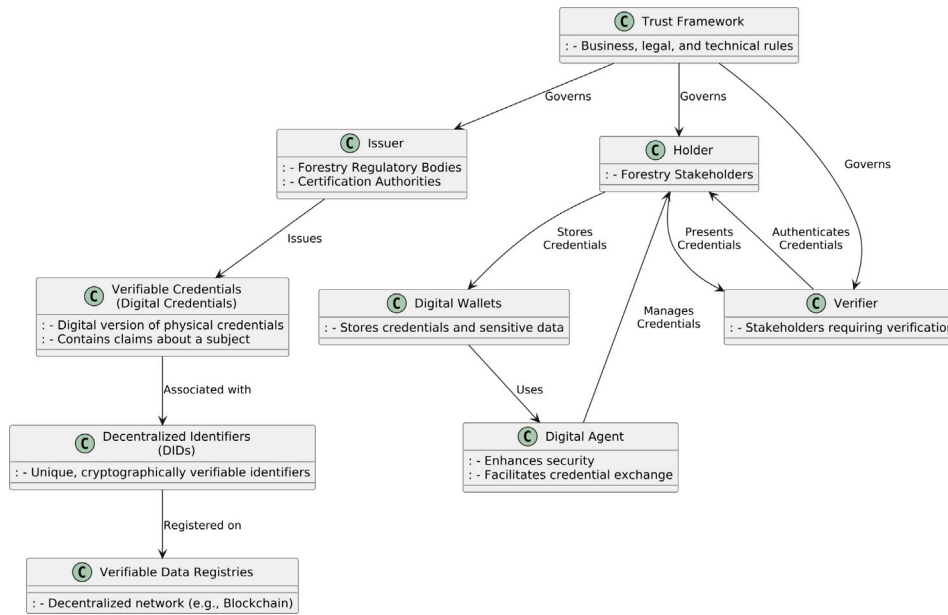 C Trust Framework
: - Business, legal, and technical rules
Governs
Governs
Governs
C Issuer
: - Forestry Regulatory Bodies
: - Certification Authorities
C Holder
: - Forestry Stakeholders
Issues
Stores
Credentials
Presents
Credentials
Authenticates
Credentials
C Verifiable Credentials
(Digital Credentials)
: - Digital version of physical credentials
: - Contains claims about a subject
C Digital Wallets
: - Stores credentials and sensitive data
Manages
Credentials
C Verifier
: - Stakeholders requiring verification
Associated with
Uses
C Decentralized Identifiers
(DIDs)
: - Unique, cryptographically verifiable identifiers
C Digital Agent
: - Enhances security
: - Facilitates credential exchange
Registered on
C Verifiable Data Registries
: - Decentralized network (e.g., Blockchain)